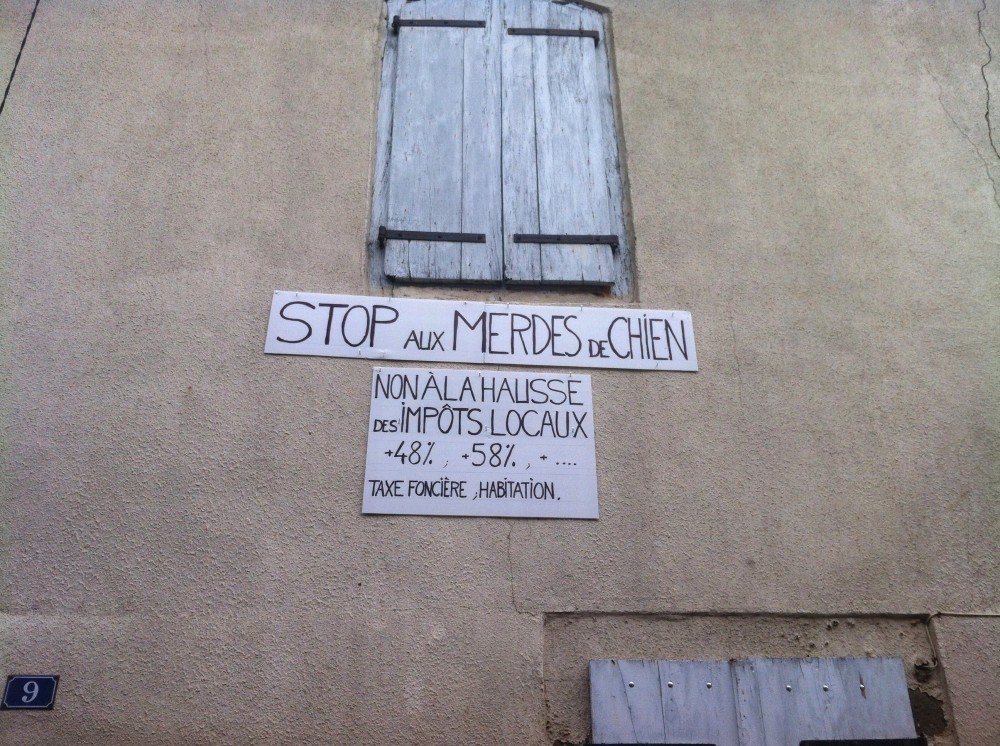 STOP AUX MERDES DE CHIEN
NON À LA HAUSSE
DES IMPÔTS LOCAUX
+48%, +58%, + ....
TAXE FONCIÈRE, HABITATION.
9